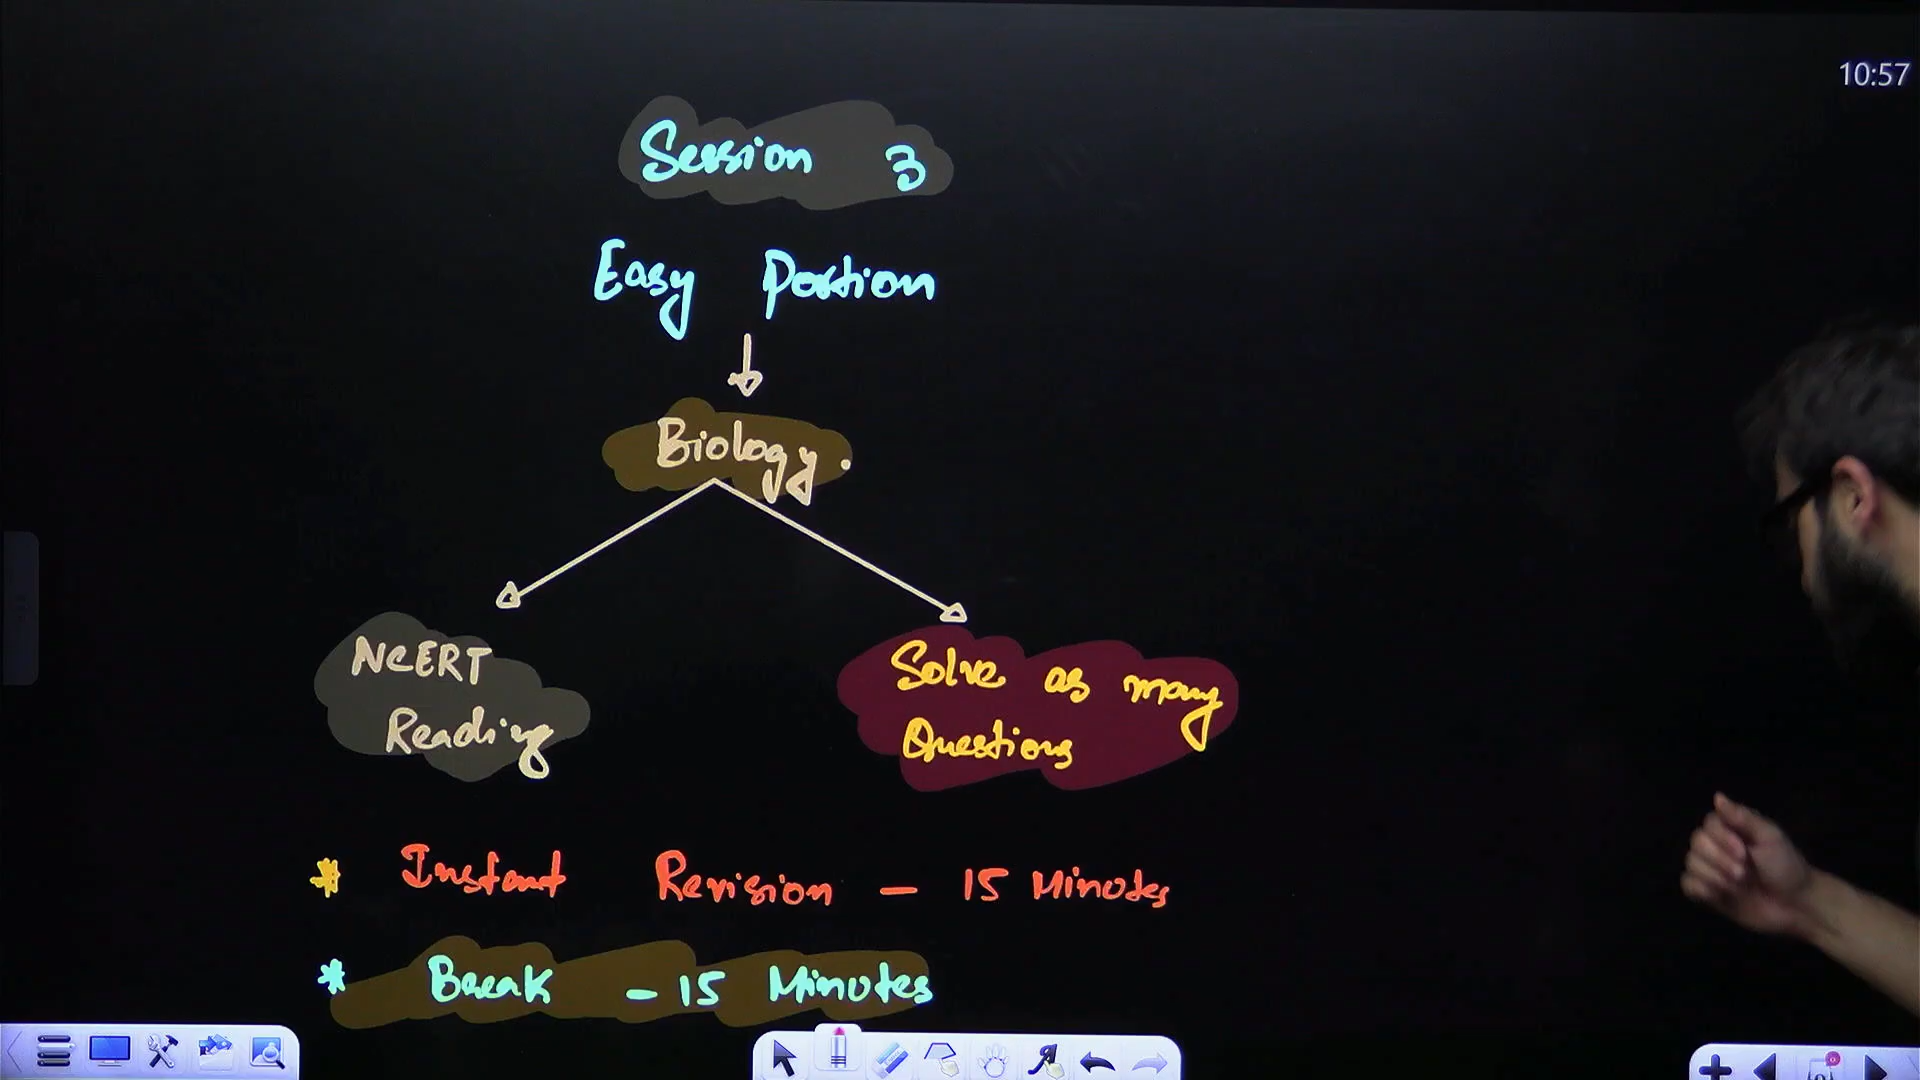 10:57
Session 3
Easy Portion
Biology.
NCERT
Reading
Solve as many
Questions
* Instant Revision - 15 Minutes
* Break - 15 Minutes